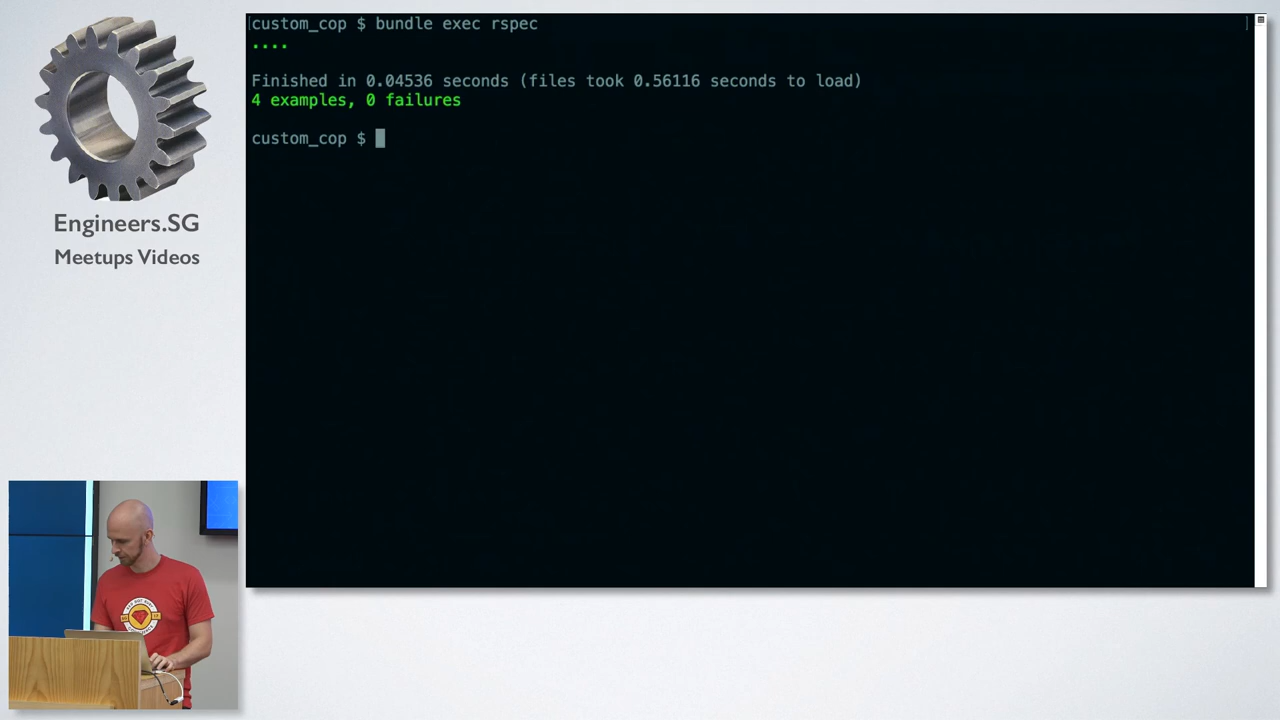 custom_cop $ bundle exec rspec
....
Finished in 0.04536 seconds (files took 0.56116 seconds to load)
4 examples, 0 failures
custom_cop $
Engineers.SG
Meetups Videos